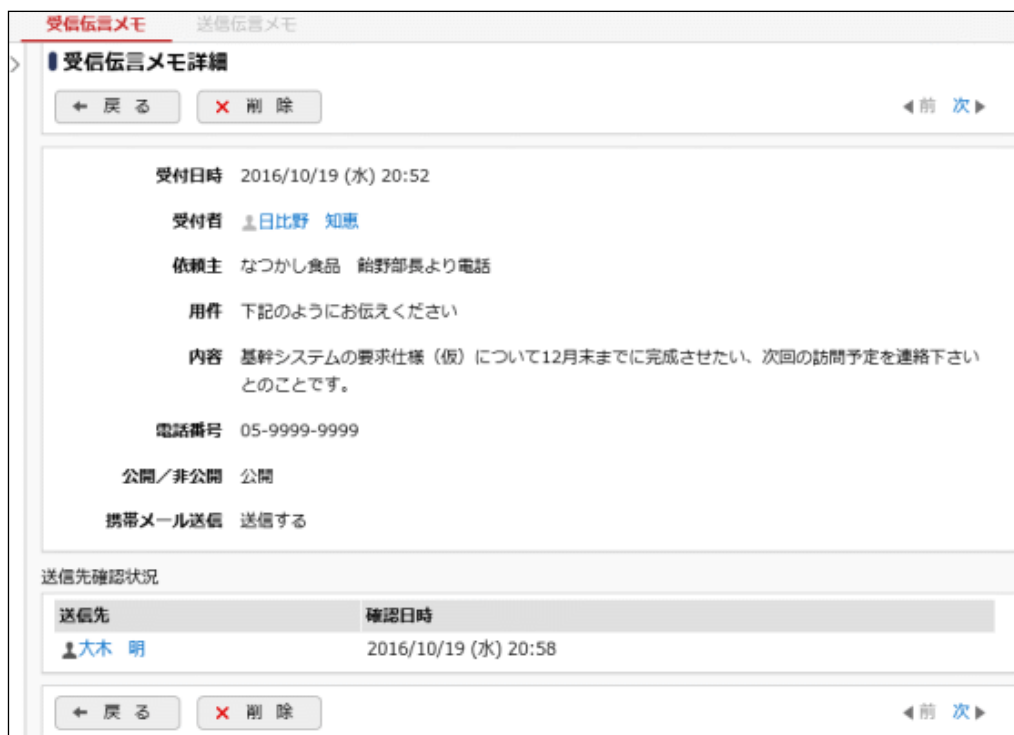 受信伝言メモ 送信伝言メモ
受信伝言メモ詳細
戻る 削除 前 次
受付日時 2016/10/19 (水) 20:52
受付者 日比野 知恵
依頼主 なつかし食品 飴野部長より電話
用件 下記のようにお伝えください
内容 基幹システムの要求仕様（仮）について12月末までに完成させたい、次回の訪問予定を連絡下さい
とのことです。
電話番号 05-9999-9999
公開／非公開 公開
携帯メール送信 送信する
送信先確認状況
送信先 確認日時
大木 明 2016/10/19 (水) 20:58
戻る 削除 前 次